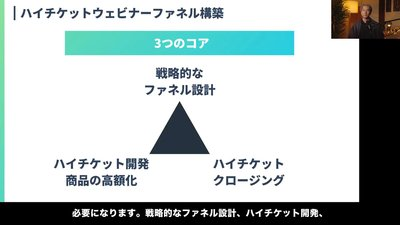 ハイチケットウェビナーファネル構築
3つのコア
戦略的な
ファネル設計
ハイチケット開発
商品の高額化
ハイチケット
クロージング
必要になります。戦略的なファネル設計、ハイチケット開発、